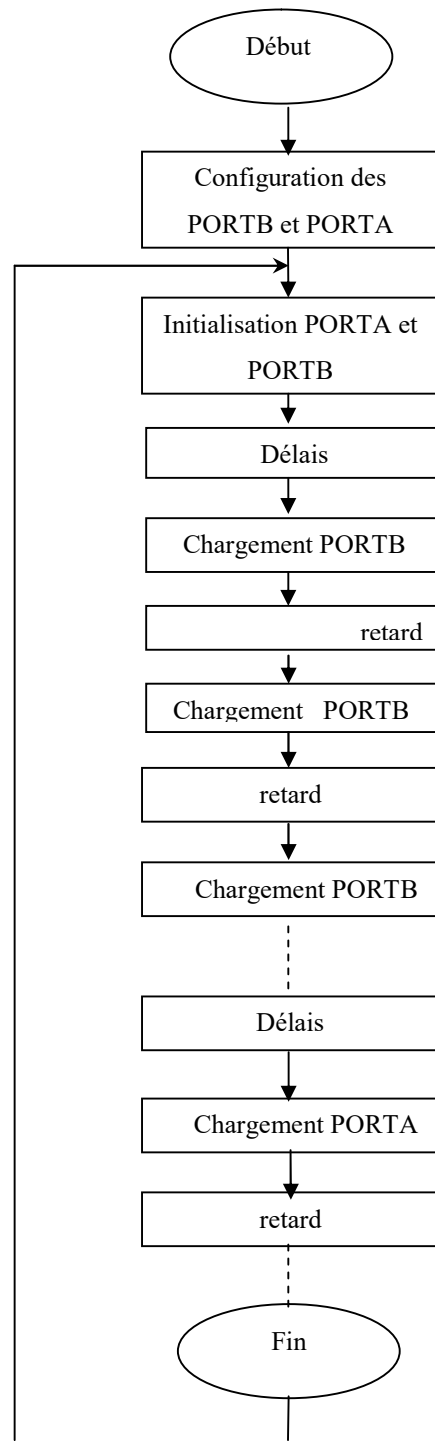 Début
Configuration des
PORTB et PORTA
Initialisation PORTA et
PORTB
Délais
Chargement PORTB
retard
Chargement PORTB
retard
Chargement PORTB
Délais
Chargement PORTA
retard
Fin